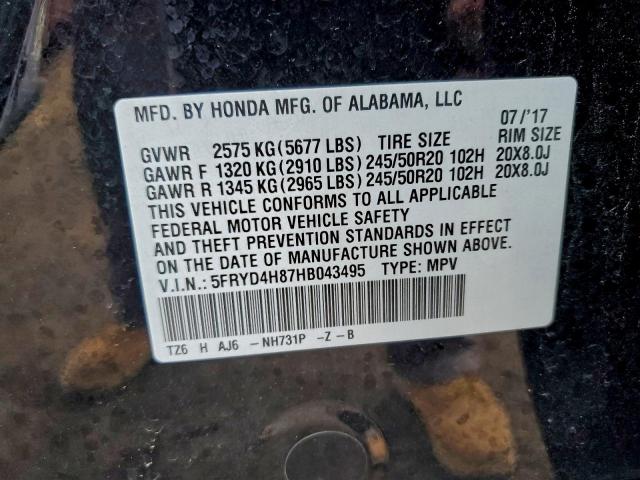 MFD. BY HONDA MFG. OF ALABAMA, LLC 07/'17
GVWR 2575 KG(5677 LBS) TIRE SIZE RIM SIZE
GAWR F 1320 KG(2910 LBS) 245/50R20 102H 20X8.0J
GAWR R 1345 KG(2965 LBS) 245/50R20 102H 20X8.0J
THIS VEHICLE CONFORMS TO ALL APPLICABLE
FEDERAL MOTOR VEHICLE SAFETY
AND THEFT PREVENTION STANDARDS IN EFFECT
ON THE DATE OF MANUFACTURE SHOWN ABOVE.
V.I.N.: 5FRYD4H87HB043495 TYPE: MPV
TZ6 H AJ6 -NH731P -Z -B